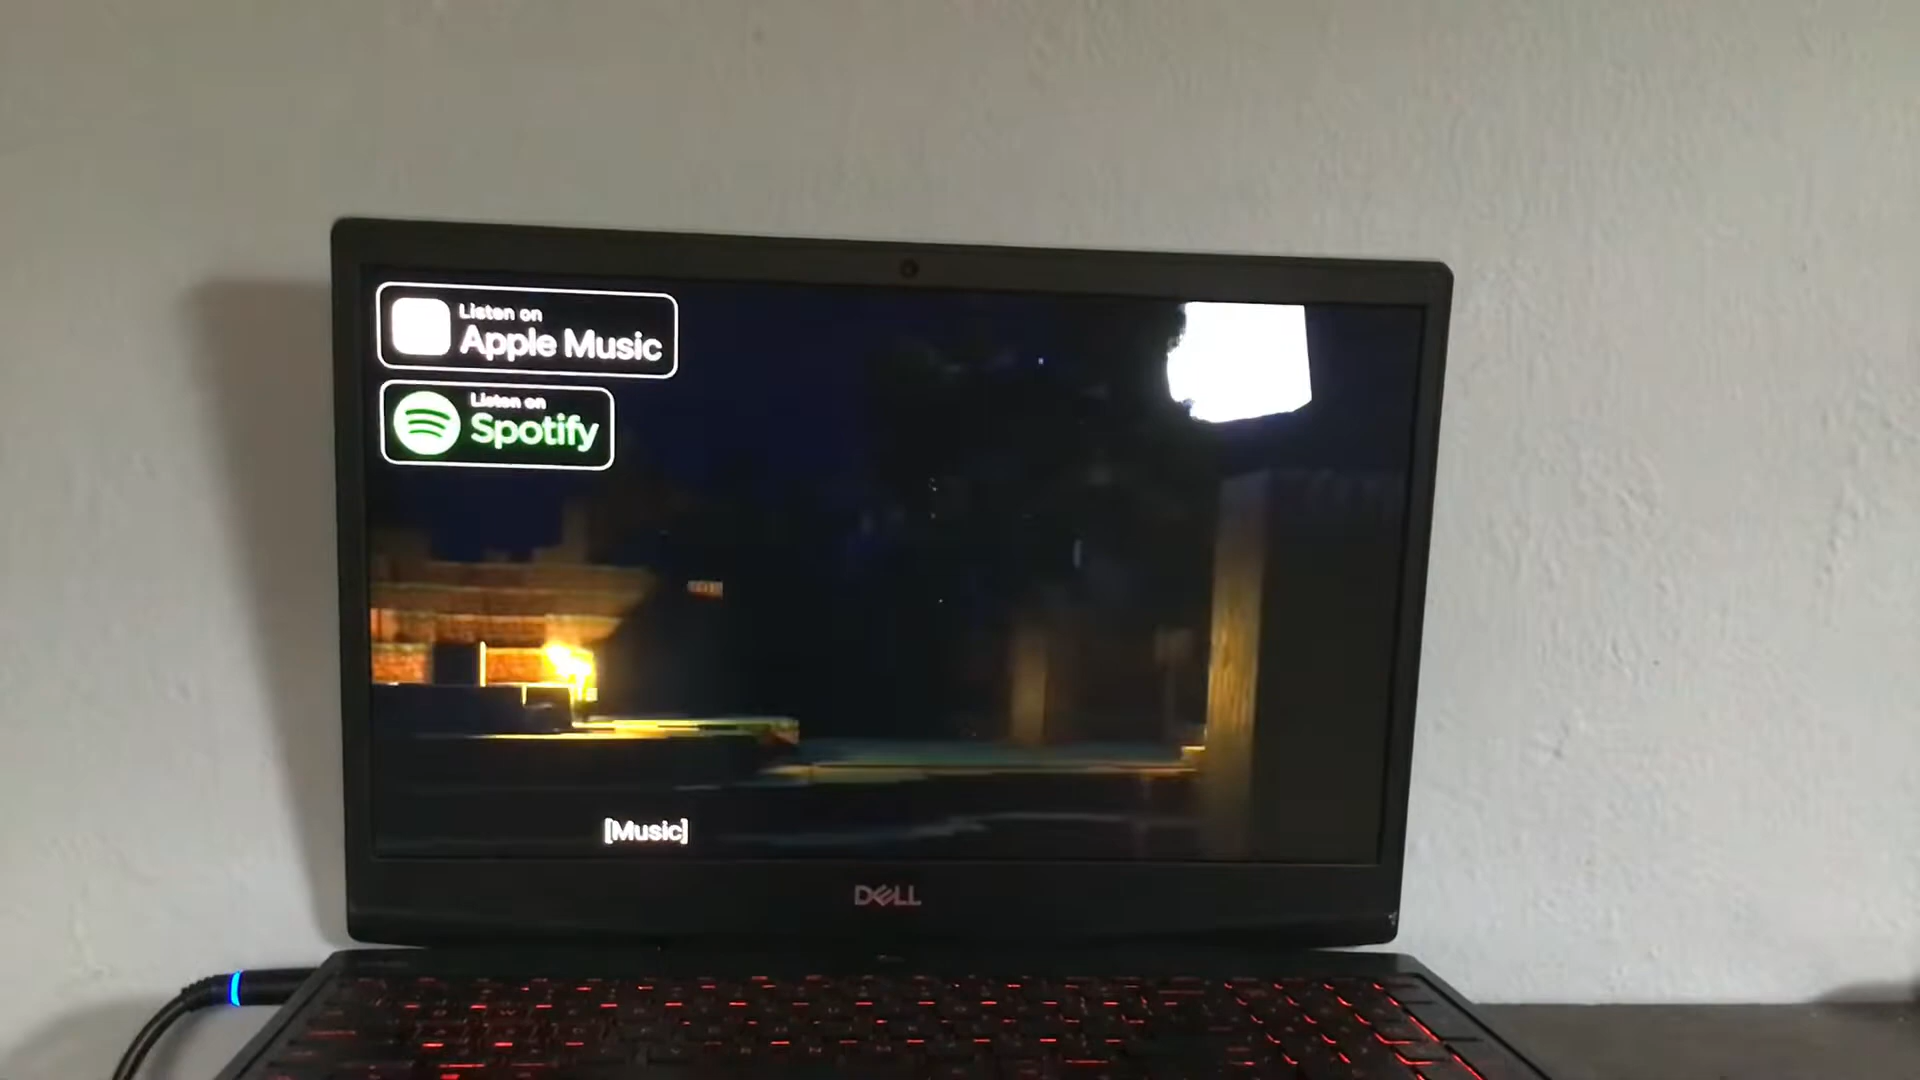 Listen on
Apple Music
Listen on
Spotify
[Music]
DELL